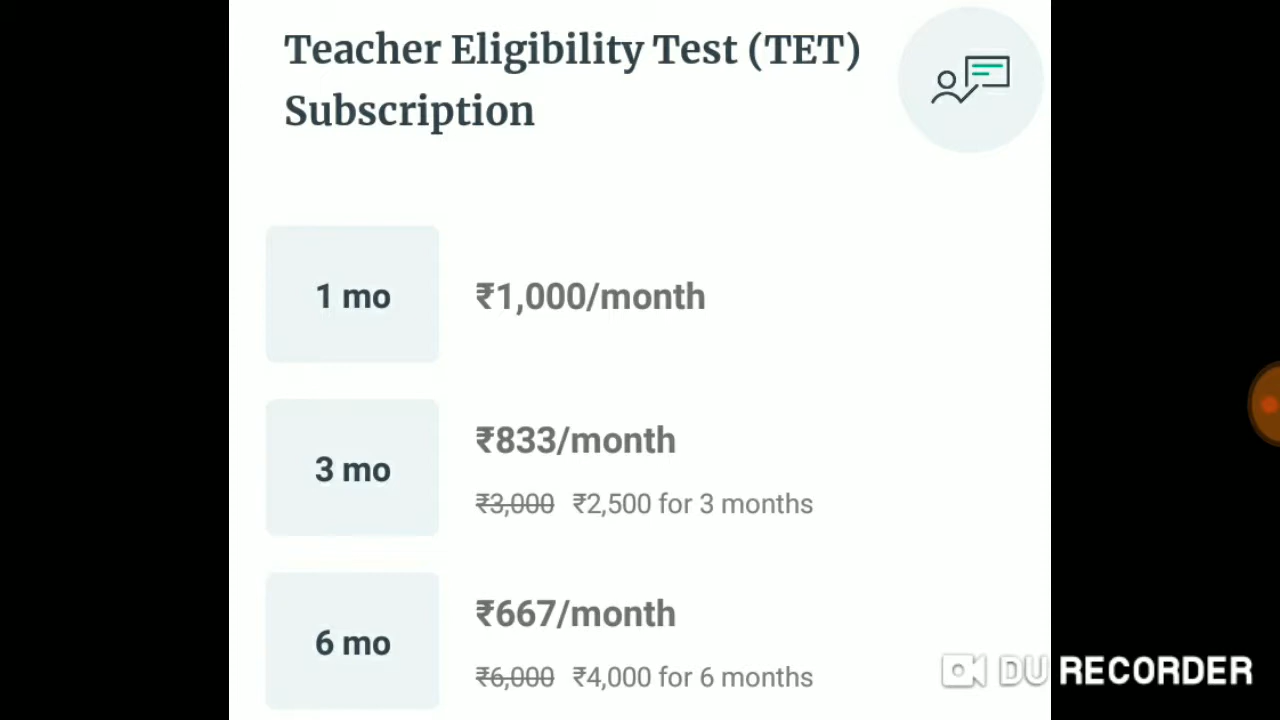 Teacher Eligibility Test (TET)
Subscription
1 mo
₹1,000/month
3 mo
₹833/month
₹3,000 ₹2,500 for 3 months
6 mo
₹667/month
₹6,000 ₹4,000 for 6 months
DU RECORDER